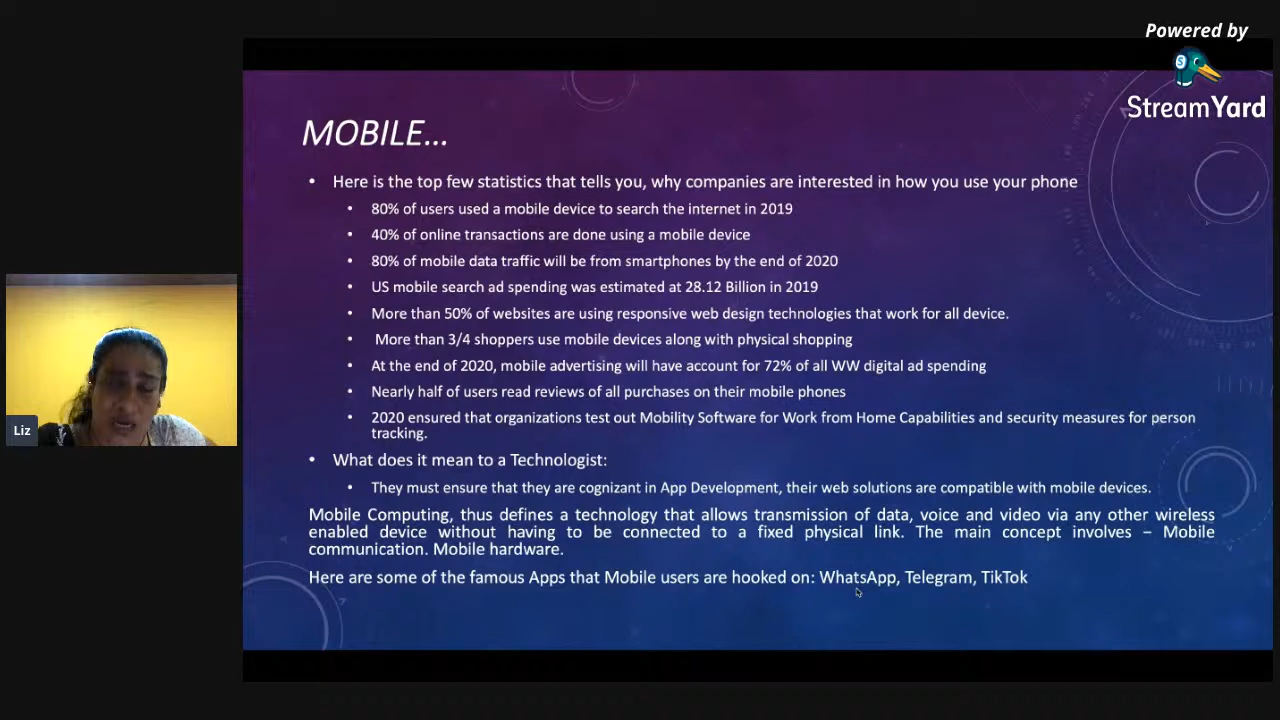 Powered by
StreamYard
MOBILE...
• Here is the top few statistics that tells you, why companies are interested in how you use your phone
• 80% of users used a mobile device to search the internet in 2019
• 40% of online transactions are done using a mobile device
• 80% of mobile data traffic will be from smartphones by the end of 2020
• US mobile search ad spending was estimated at 28.12 Billion in 2019
• More than 50% of websites are using responsive web design technologies that work for all device.
• More than 3/4 shoppers use mobile devices along with physical shopping
• At the end of 2020, mobile advertising will have account for 72% of all WW digital ad spending
• Nearly half of users read reviews of all purchases on their mobile phones
• 2020 ensured that organizations test out Mobility Software for Work from Home Capabilities and security measures for person
tracking.
• What does it mean to a Technologist:
• They must ensure that they are cognizant in App Development, their web solutions are compatible with mobile devices.
Mobile Computing, thus defines a technology that allows transmission of data, voice and video via any other wireless
enabled device without having to be connected to a fixed physical link. The main concept involves – Mobile
communication. Mobile hardware.
Here are some of the famous Apps that Mobile users are hooked on: WhatsApp, Telegram, TikTok
Liz